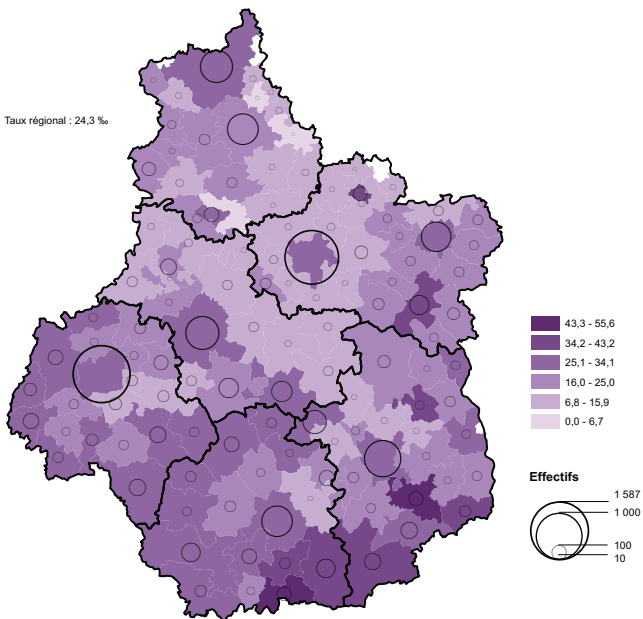 Taux régional : 24,3 ‰
43,3 - 55,6
34,2 - 43,2
25,1 - 34,1
16,0 - 25,0
6,8 - 15,9
0,0 - 6,7
Effectifs
1 587
1 000
100
10